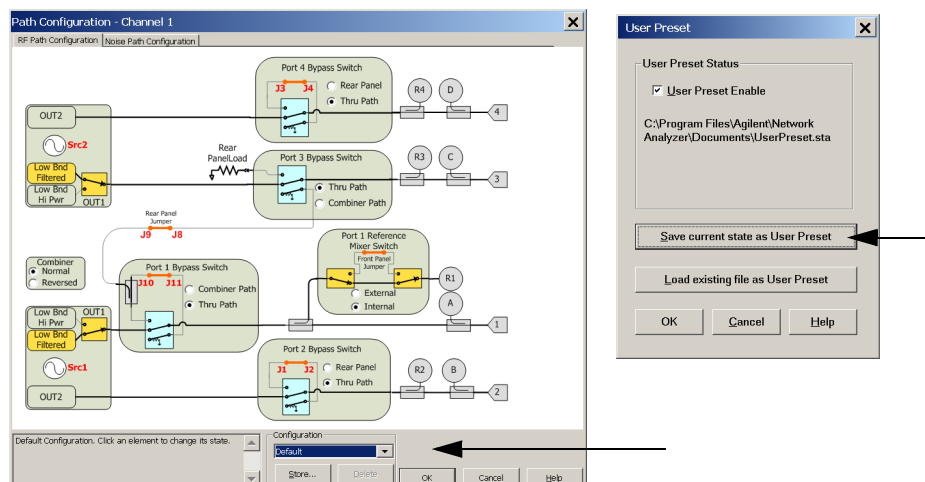 Path Configuration - Channel 1
RF Path Configuration
Noise Path Configuration
Port 4 Bypass Switch
J3 J4
Rear Panel
Thru Path
R4
D
4
OUT2
Src2
Low Bnd
Filtered
Low Bnd
Hi Pwr
OUT1
Rear
PanelLoad
Port 3 Bypass Switch
Thru Path
Combiner Path
R3
C
3
Rear Panel
Jumper
J9 J8
Port 1 Reference
Mixer Switch
Front Panel
Jumper
External
Internal
R1
A
1
Combiner
Normal
Reversed
Port 1 Bypass Switch
J10 J11
Combiner Path
Thru Path
Low Bnd
Hi Pwr
OUT1
Low Bnd
Filtered
Src1
OUT2
Port 2 Bypass Switch
J1 J2
Rear Panel
Thru Path
R2
B
2
Default Configuration. Click an element to change its state.
Configuration
Default
Store...
Delete
OK
Cancel
Help
User Preset
User Preset Status
User Preset Enable
C:\Program Files\Agilent\Network
Analyzer\Documents\UserPreset.sta
Save current state as User Preset
Load existing file as User Preset
OK
Cancel
Help